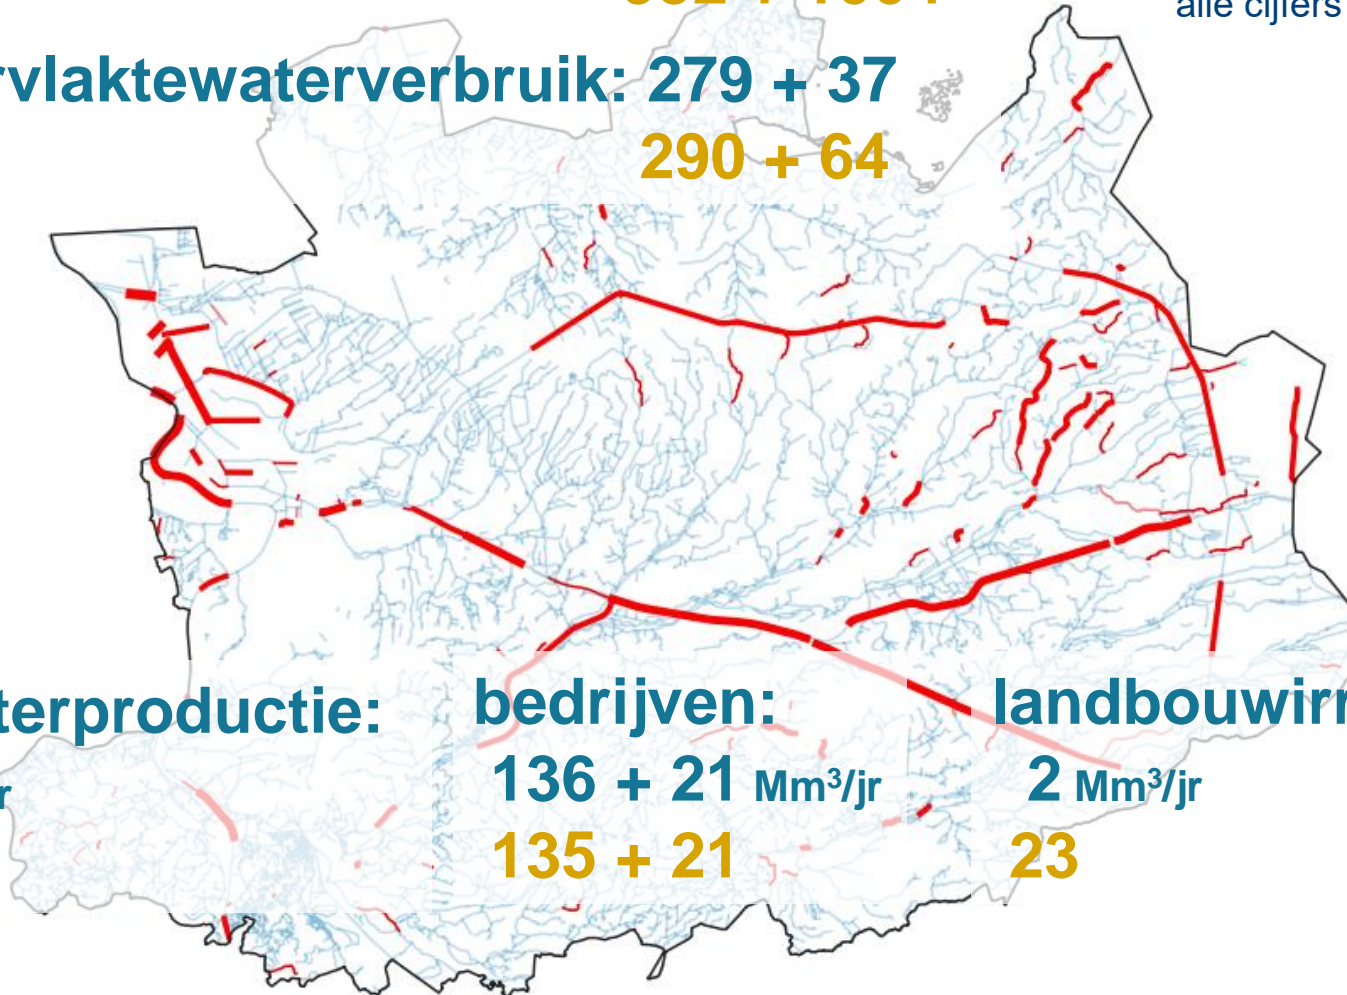 alle cijfers
rvlaktewaterverbruik: 279 + 37
290 + 64
terproductie:
r
bedrijven:
136 + 21 Mm³/jr
135 + 21
landbouwirr
2 Mm³/jr
23